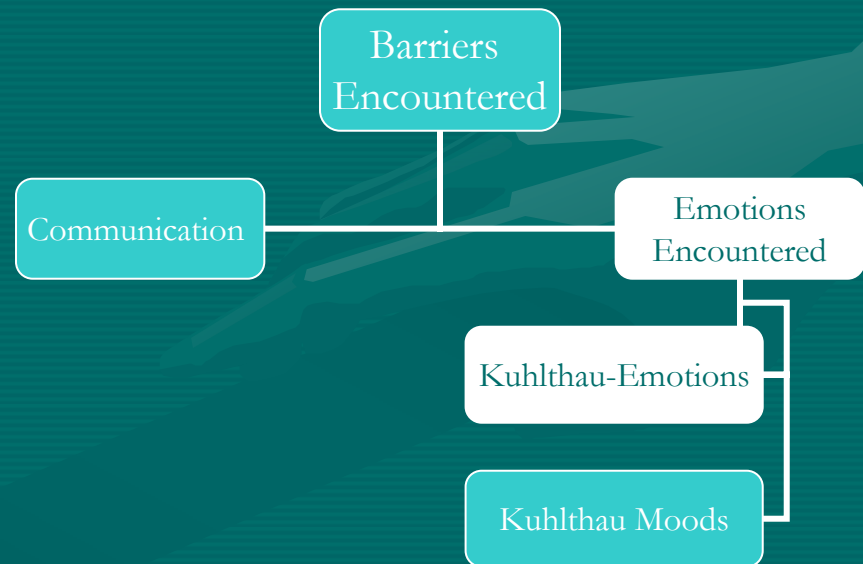 Barriers
Encountered
Communication
Emotions
Encountered
Kuhlthau-Emotions
Kuhlthau Moods